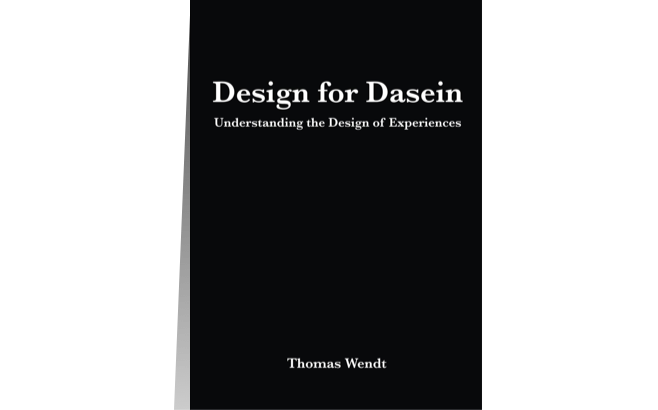 Design for Dasein
Understanding the Design of Experiences
Thomas Wendt